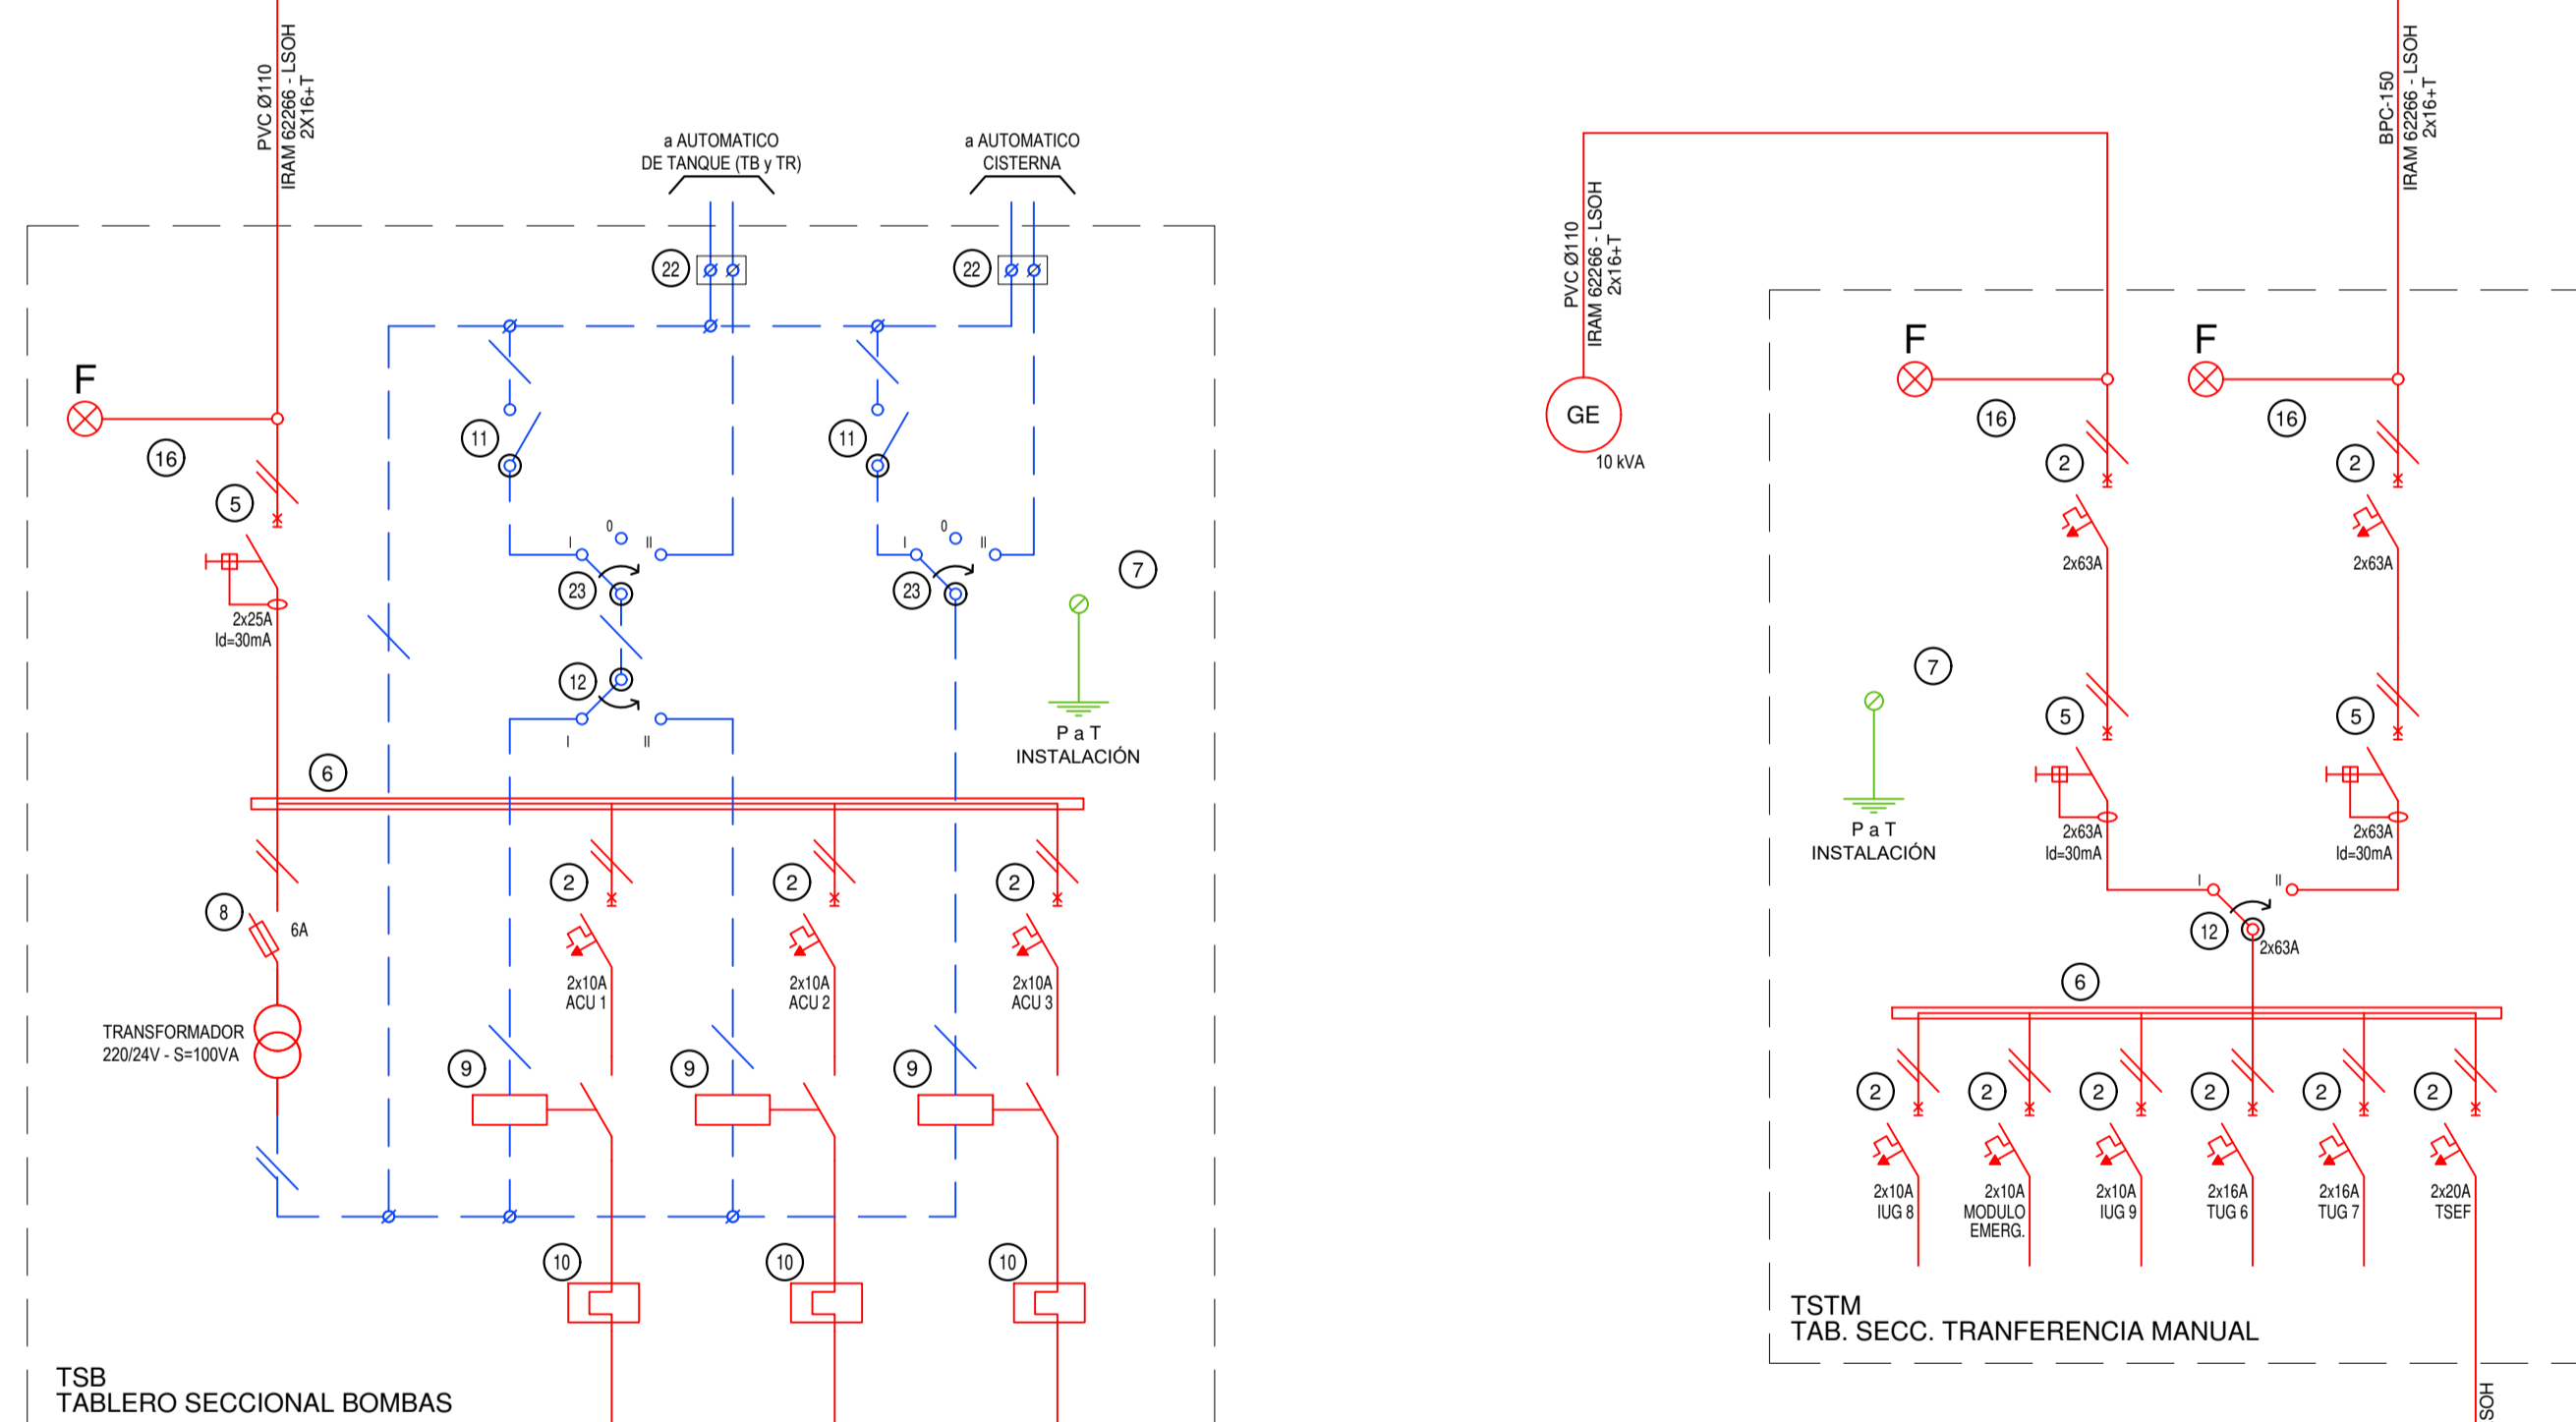 PVC Ø110
IRAM 62266 - LSOH
2X16+T
a AUTOMATICO
DE TANQUE (TB y TR)
a AUTOMATICO
CISTERNA
22
22
F
16
5
2x25A
Id=30mA
11
11
I
0
II
23
I
0
II
23
12
I
II
7
P a T
INSTALACIÓN
6
8
6A
TRANSFORMADOR
220/24V - S=100VA
2
2x10A
ACU 1
2
2x10A
ACU 2
2
2x10A
ACU 3
9
9
9
10
10
10
TSB
TABLERO SECCIONAL BOMBAS
PVC Ø110
IRAM 62266 - LSOH
2x16+T
GE
10 kVA
BPC-150
IRAM 62266 - LSOH
2x16+T
F
16
F
16
2
2x63A
2
2x63A
7
P a T
INSTALACIÓN
5
2x63A
Id=30mA
5
2x63A
Id=30mA
I
II
12
2x63A
6
2
2x10A
IUG 8
2
2x10A
MODULO
EMERG.
2
2x10A
IUG 9
2
2x16A
TUG 6
2
2x16A
TUG 7
2
2x20A
TSEF
TSTM
TAB. SECC. TRANFERENCIA MANUAL
SOH